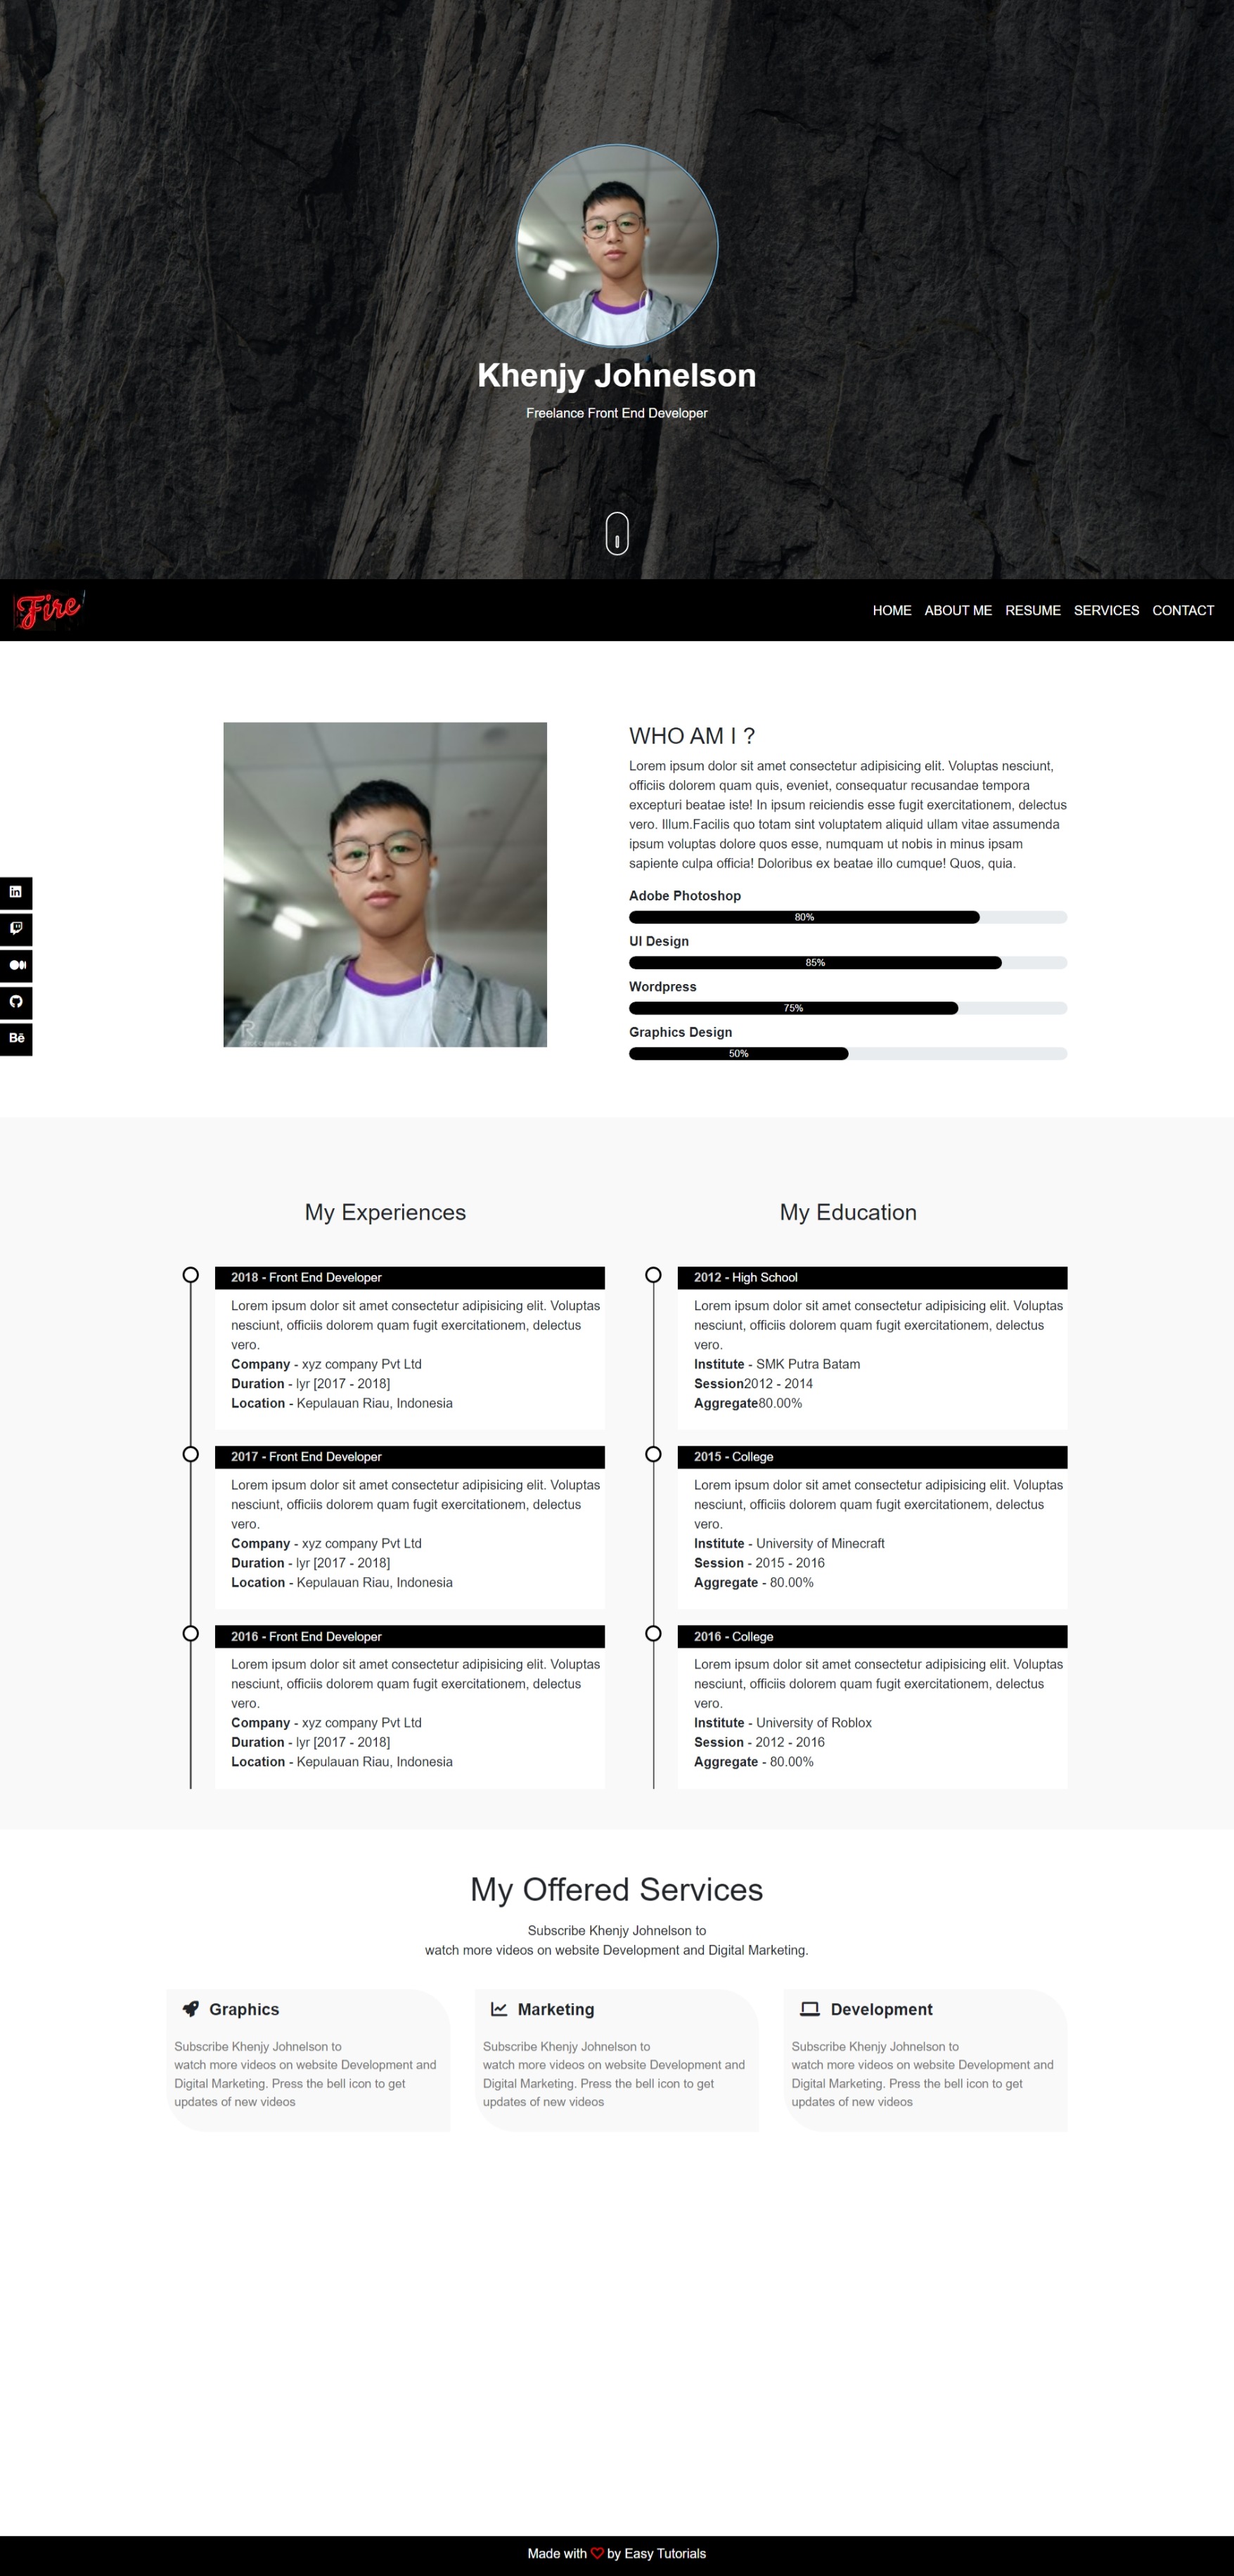 Khenjy Johnelson
Freelance Front End Developer
Fire
HOME ABOUT ME RESUME SERVICES CONTACT
WHO AM I ?
Lorem ipsum dolor sit amet consectetur adipisicing elit. Voluptas nesciunt,
officiis dolorem quam quis, eveniet, consequatur recusandae tempora
excepturi beatae iste! In ipsum reiciendis esse fugit exercitationem, delectus
vero. Illum.Facilis quo totam sint voluptatem aliquid ullam vitae assumenda
ipsum voluptas dolore quos esse, numquam ut nobis in minus ipsam
sapiente culpa officia! Doloribus ex beatae illo cumque! Quos, quia.
Adobe Photoshop
80%
UI Design
85%
Wordpress
75%
Graphics Design
50%
in
Bē
My Experiences
2018 - Front End Developer
Lorem ipsum dolor sit amet consectetur adipisicing elit. Voluptas
nesciunt, officiis dolorem quam fugit exercitationem, delectus
vero.
Company - xyz company Pvt Ltd
Duration - lyr [2017 - 2018]
Location - Kepulauan Riau, Indonesia
2017 - Front End Developer
Lorem ipsum dolor sit amet consectetur adipisicing elit. Voluptas
nesciunt, officiis dolorem quam fugit exercitationem, delectus
vero.
Company - xyz company Pvt Ltd
Duration - lyr [2017 - 2018]
Location - Kepulauan Riau, Indonesia
2016 - Front End Developer
Lorem ipsum dolor sit amet consectetur adipisicing elit. Voluptas
nesciunt, officiis dolorem quam fugit exercitationem, delectus
vero.
Company - xyz company Pvt Ltd
Duration - lyr [2017 - 2018]
Location - Kepulauan Riau, Indonesia
My Education
2012 - High School
Lorem ipsum dolor sit amet consectetur adipisicing elit. Voluptas
nesciunt, officiis dolorem quam fugit exercitationem, delectus
vero.
Institute - SMK Putra Batam
Session2012 - 2014
Aggregate80.00%
2015 - College
Lorem ipsum dolor sit amet consectetur adipisicing elit. Voluptas
nesciunt, officiis dolorem quam fugit exercitationem, delectus
vero.
Institute - University of Minecraft
Session - 2015 - 2016
Aggregate - 80.00%
2016 - College
Lorem ipsum dolor sit amet consectetur adipisicing elit. Voluptas
nesciunt, officiis dolorem quam fugit exercitationem, delectus
vero.
Institute - University of Roblox
Session - 2012 - 2016
Aggregate - 80.00%
My Offered Services
Subscribe Khenjy Johnelson to
watch more videos on website Development and Digital Marketing.
Graphics
Subscribe Khenjy Johnelson to
watch more videos on website Development and
Digital Marketing. Press the bell icon to get
updates of new videos
Marketing
Subscribe Khenjy Johnelson to
watch more videos on website Development and
Digital Marketing. Press the bell icon to get
updates of new videos
Development
Subscribe Khenjy Johnelson to
watch more videos on website Development and
Digital Marketing. Press the bell icon to get
updates of new videos
Made with by Easy Tutorials